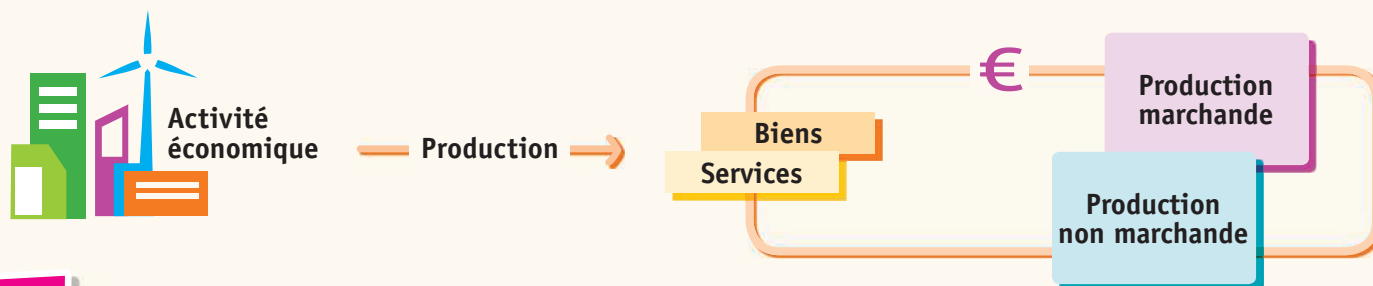 Activité
économique
Production
Biens
Services
€
Production
marchande
Production
non marchande